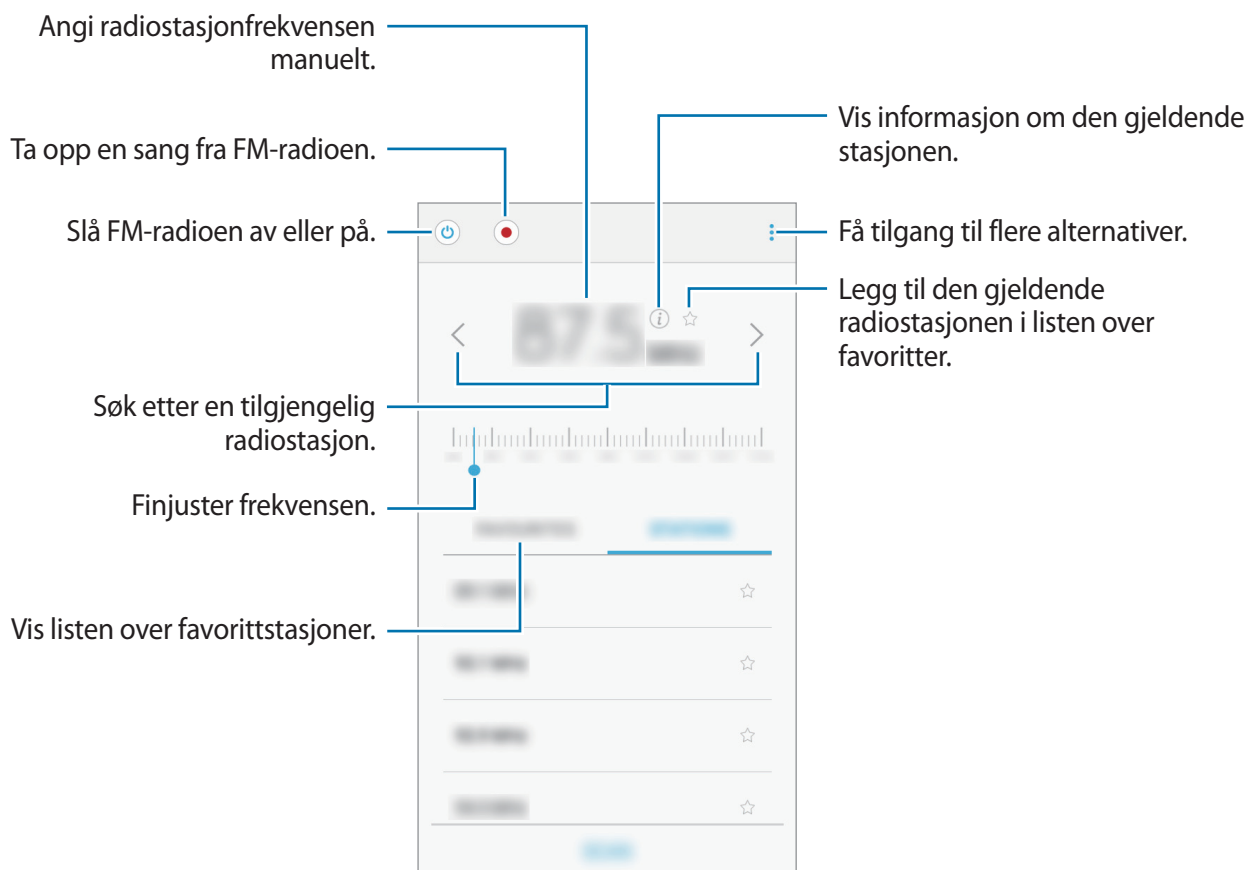 Angi radiostasjonfrekvensen
manuelt.
Ta opp en sang fra FM-radioen.
Slå FM-radioen av eller på.
Søk etter en tilgjengelig
radiostasjon.
Finjuster frekvensen.
Vis listen over favorittstasjoner.
Vis informasjon om den gjeldende
stasjonen.
Få tilgang til flere alternativer.
Legg til den gjeldende
radiostasjonen i listen over
favoritter.
87.5